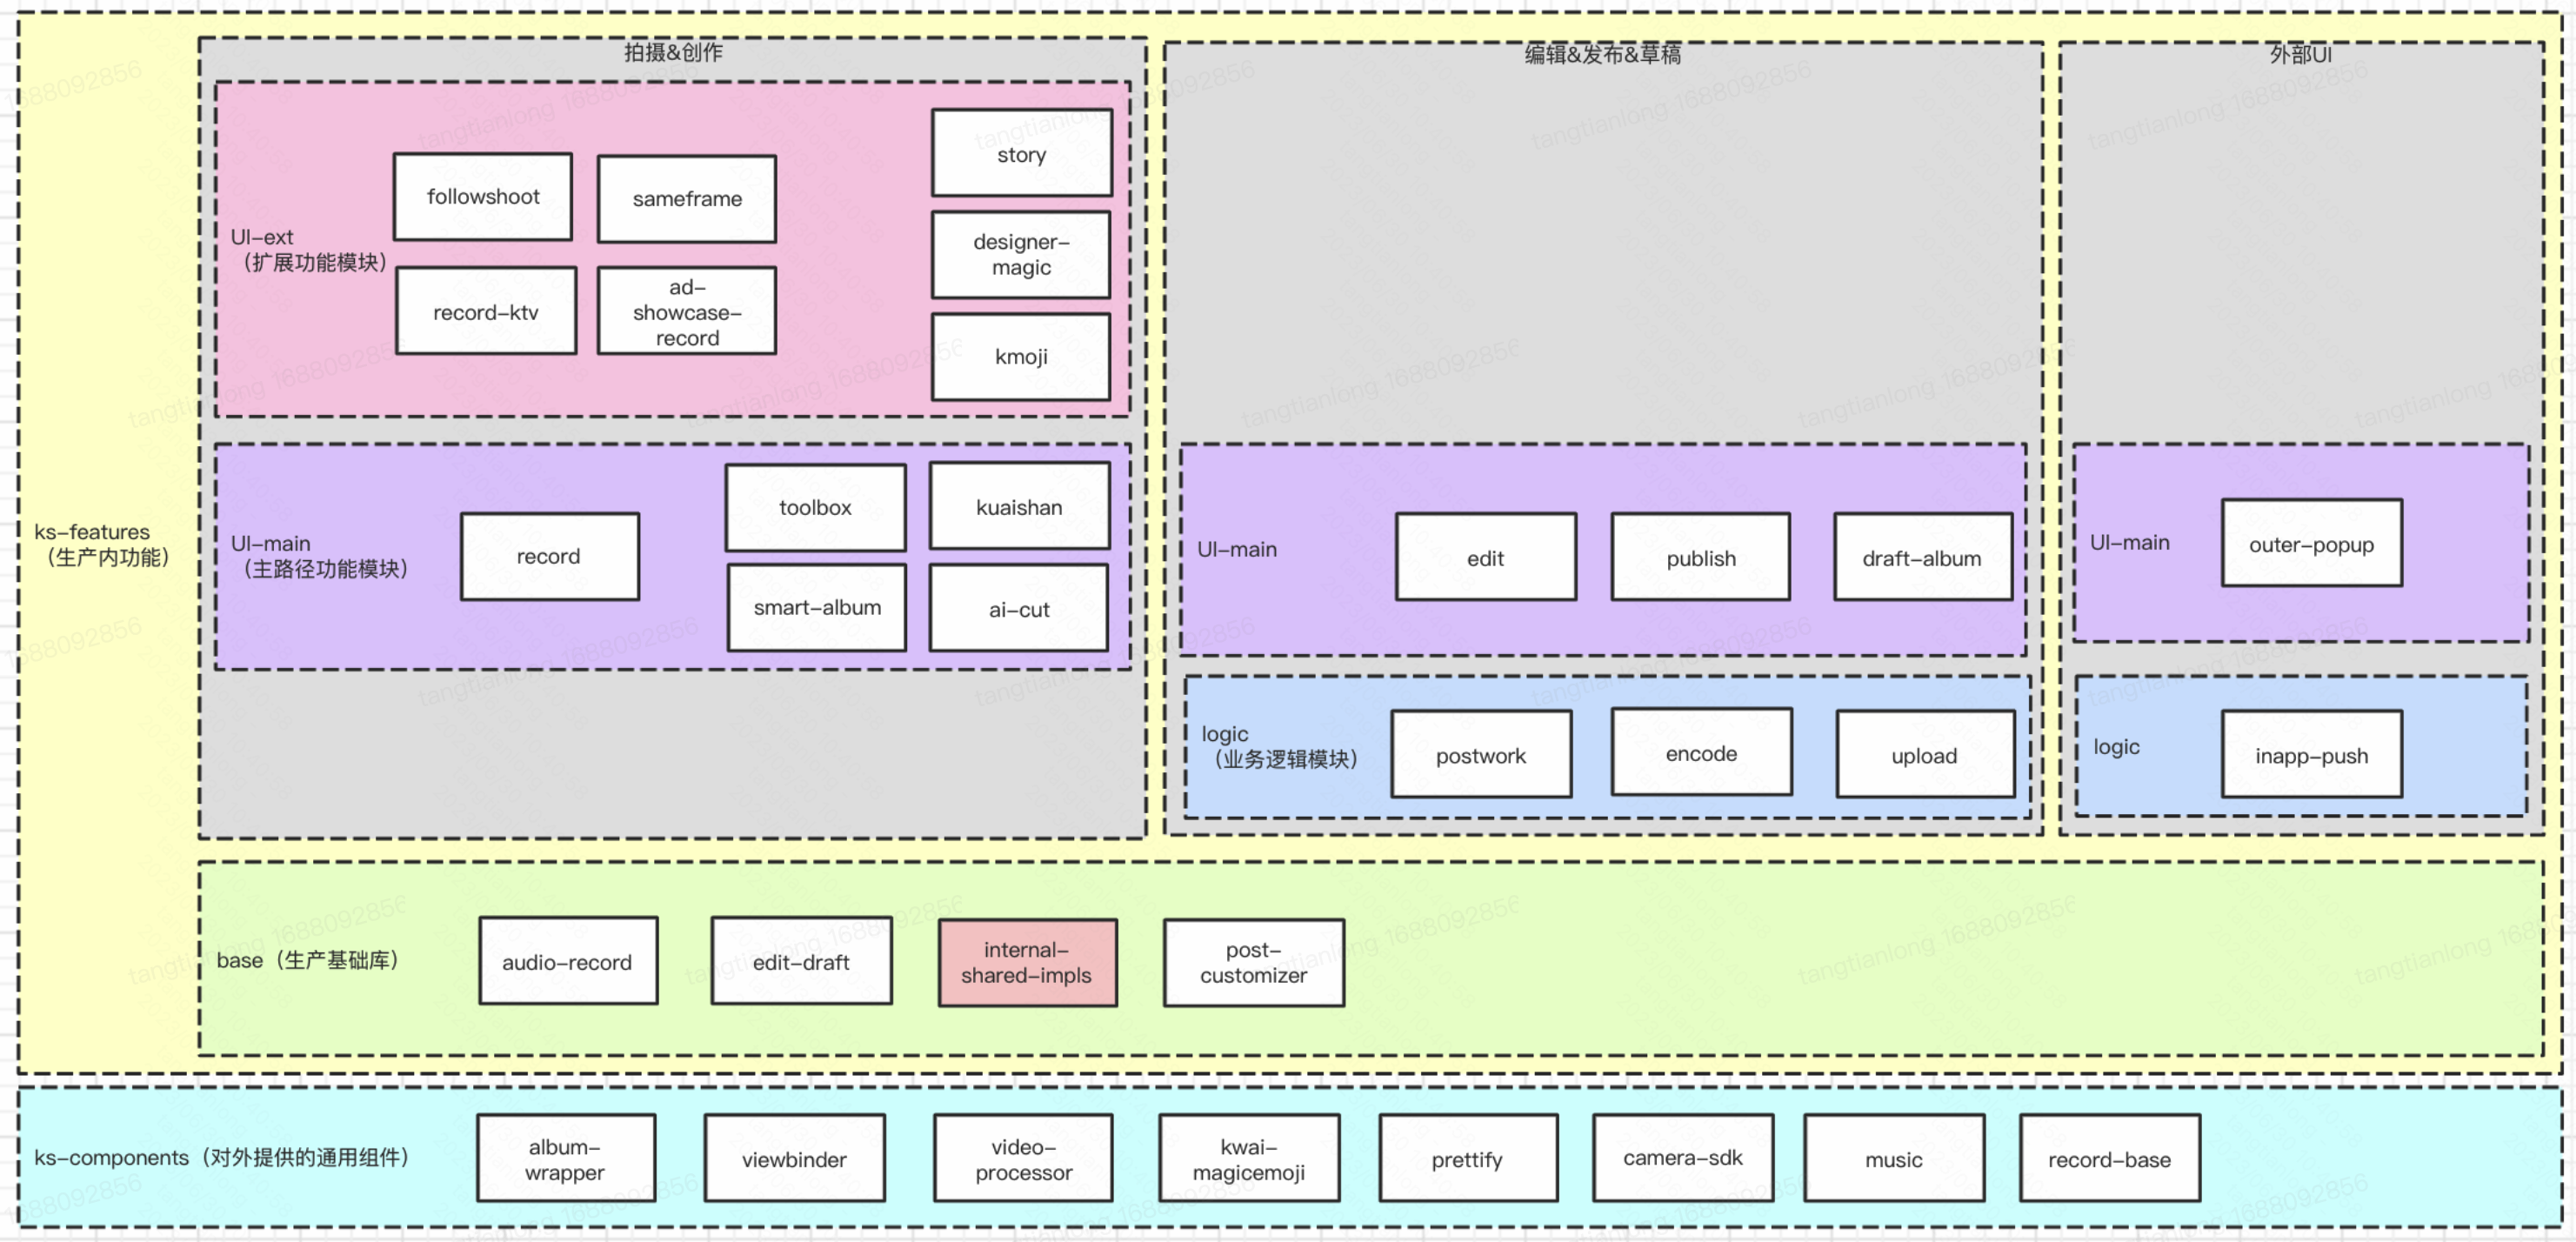 拍摄&创作
编辑&发布&草稿
外部UI
ks-features
（生产内功能）
UI-ext
（扩展功能模块）
followshoot
sameframe
record-ktv
ad-
showcase-
record
story
designer-
magic
kmoji
UI-main
（主路径功能模块）
record
toolbox
kuaishan
smart-album
ai-cut
UI-main
edit
publish
draft-album
logic
（业务逻辑模块）
postwork
encode
upload
UI-main
outer-popup
logic
inapp-push
base（生产基础库）
audio-record
edit-draft
internal-
shared-impls
post-
customizer
ks-components（对外提供的通用组件）
album-
wrapper
viewbinder
video-
processor
kwai-
magicemoji
prettify
camera-sdk
music
record-base
tangtianlong 1688092856